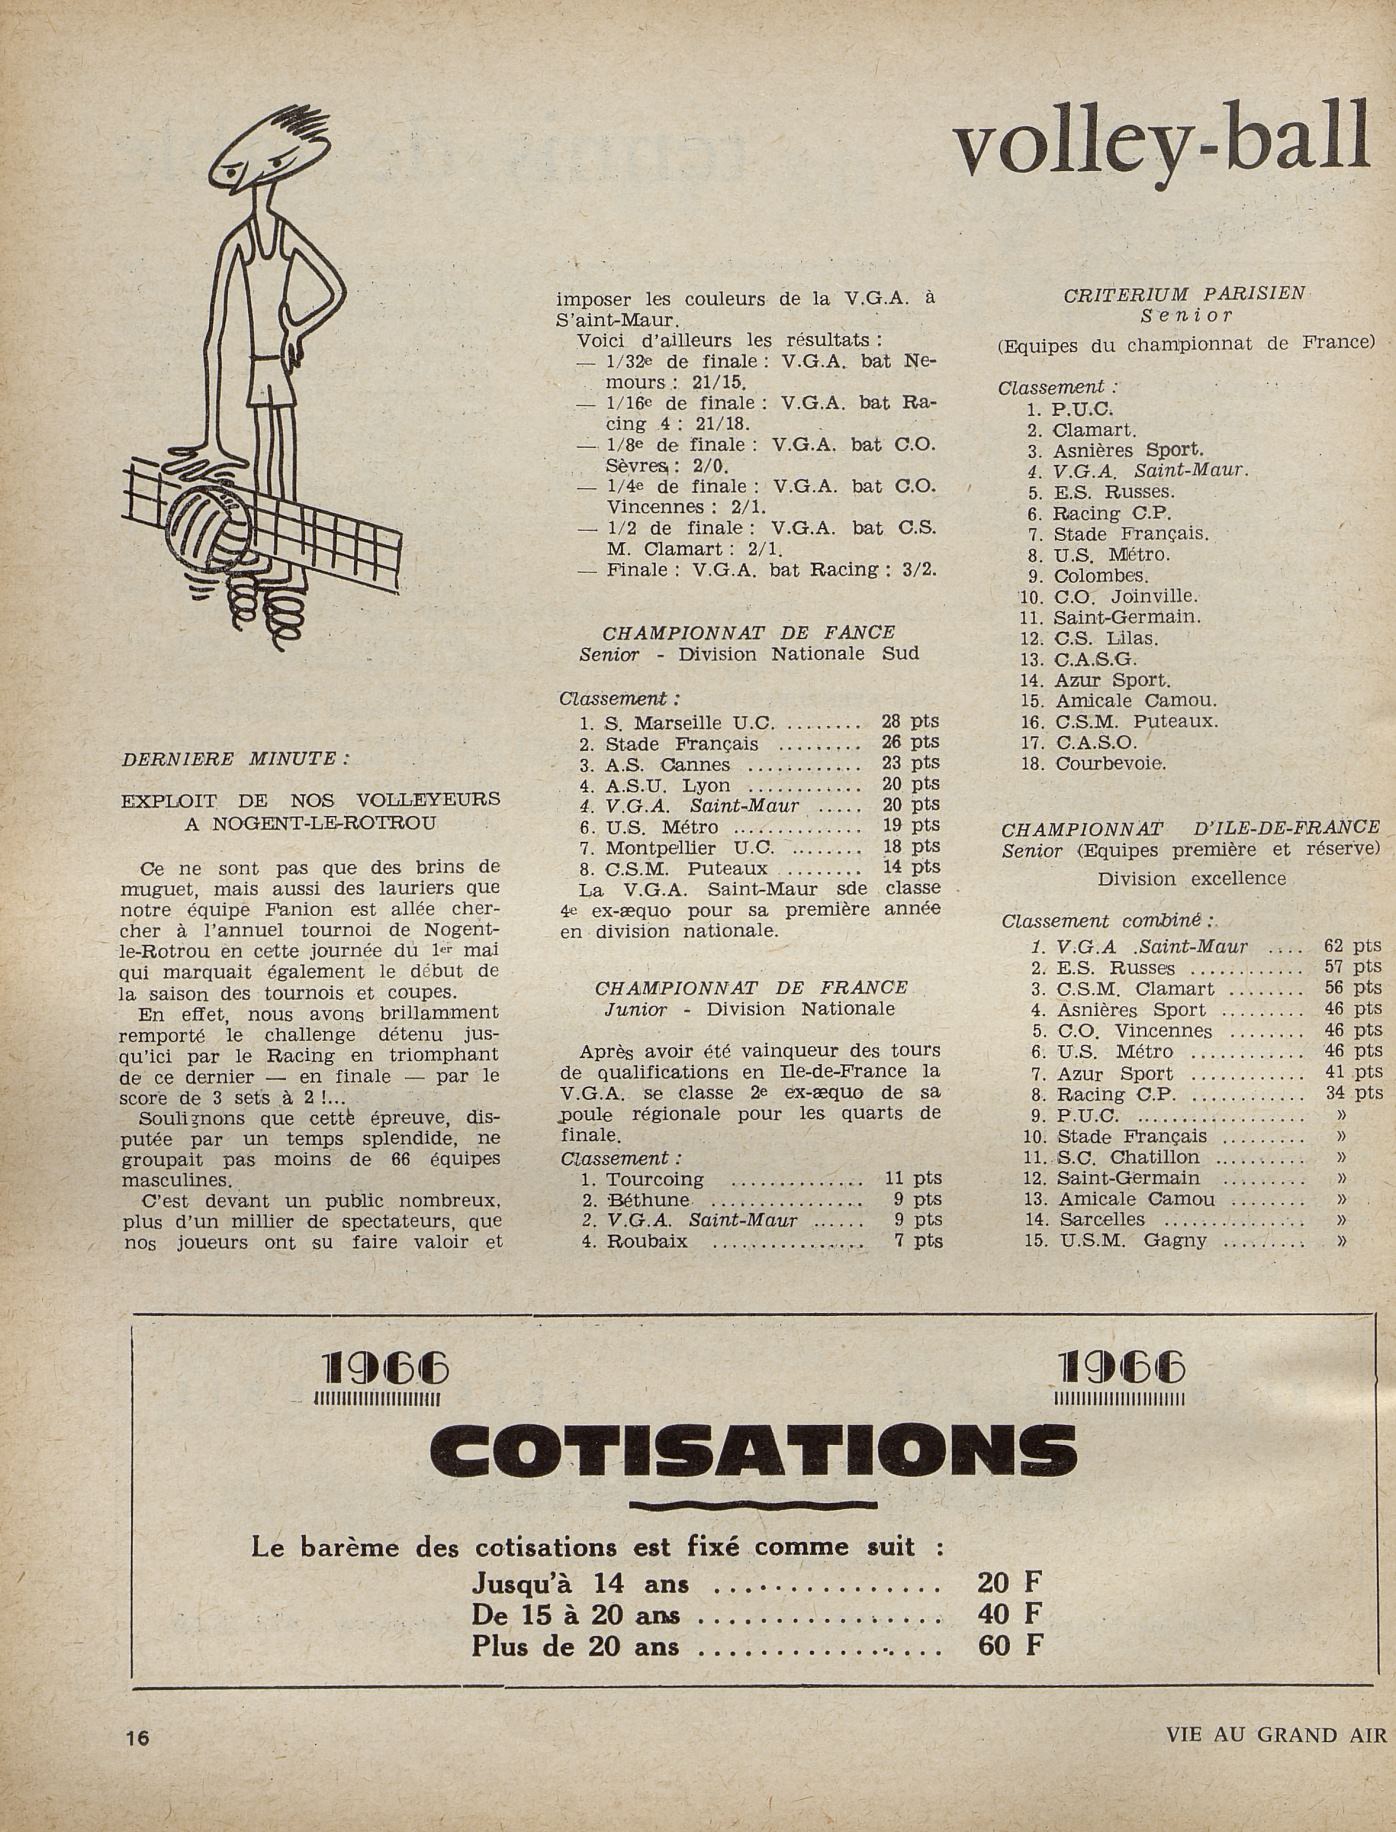 volley-ball
DERNIERE MINUTE :
EXPLOIT DE NOS VOLLEYEURS
A NOGENT-LE-ROTROU
Ce ne sont pas que des brins de
muguet, mais aussi des lauriers que
notre équipe Fanion est allée cher-
cher à l'annuel tournoi de Nogent-
le-Rotrou en cette journée du 1er mai
qui marquait également le début de
la saison des tournois et coupes.
En effet, nous avons brillamment
remporté le challenge détenu jus-
qu'ici par le Racing en triomphant
de ce dernier — en finale — par le
score de 3 sets à 2 !...
Soulignons que cette épreuve, dis-
putée par un temps splendide, ne
groupait pas moins de 66 équipes
masculines.
C'est devant un public nombreux,
plus d'un millier de spectateurs, que
nos joueurs ont su faire valoir et
imposer les couleurs de la V.G.A. à
S'aint-Maur.
Voici d'ailleurs les résultats :
— 1/32e de finale : V.G.A. bat Ne-
mours : 21/15.
— 1/16e de finale : V.G.A. bat Ra-
cing 4 : 21/18.
— 1/8e de finale : V.G.A. bat C.O.
Sèvres : 2/0.
— 1/4e de finale : V.G.A. bat C.O.
Vincennes : 2/1.
— 1/2 de finale : V.G.A. bat C.S.
M. Clamart : 2/1.
— Finale : V.G.A. bat Racing : 3/2.
CHAMPIONNAT DE FANCE
Senior - Division Nationale Sud
Classement :
1. S. Marseille U.C. ........ 28 pts
2. Stade Français ......... 26 pts
3. A.S. Cannes ............ 23 pts
4. A.S.U. Lyon ............ 20 pts
4. V.G.A. Saint-Maur ..... 20 pts
6. U.S. Métro .............. 19 pts
7. Montpellier U.C. ........ 18 pts
8. C.S.M. Puteaux ........ 14 pts
La V.G.A. Saint-Maur sde classe
4e ex-æquo pour sa première année
en division nationale.
CHAMPIONNAT DE FRANCE
Junior - Division Nationale
Après avoir été vainqueur des tours
de qualifications en Ile-de-France la
V.G.A. se classe 2e ex-æquo de sa
poule régionale pour les quarts de
finale.
Classement :
1. Tourcoing .............. 11 pts
2. Béthune ................ 9 pts
2. V.G.A. Saint-Maur ...... 9 pts
4. Roubaix ................ 7 pts
CRITERIUM PARISIEN
Senior
(Equipes du championnat de France)
Classement :
1. P.U.C.
2. Clamart.
3. Asnières Sport.
4. V.G.A. Saint-Maur.
5. E.S. Russes.
6. Racing C.P.
7. Stade Français.
8. U.S. Métro.
9. Colombes.
10. C.O. Joinville.
11. Saint-Germain.
12. C.S. Lilas.
13. C.A.S.G.
14. Azur Sport.
15. Amicale Camou.
16. C.S.M. Puteaux.
17. C.A.S.O.
18. Courbevoie.
CHAMPIONNAT D'ILE-DE-FRANCE
Senior (Equipes première et réserve)
Division excellence
Classement combiné :
1. V.G.A .Saint-Maur .... 62 pts
2. E.S. Russes ............ 57 pts
3. C.S.M. Clamart ........ 56 pts
4. Asnières Sport ......... 46 pts
5. C.O. Vincennes ........ 46 pts
6. U.S. Métro ............ 46 pts
7. Azur Sport ............ 41 pts
8. Racing C.P. ............ 34 pts
9. P.U.C. .................. »
10. Stade Français ......... »
11. S.C. Chatillon .......... »
12. Saint-Germain ......... »
13. Amicale Camou ........ »
14. Sarcelles ............... »
15. U.S.M. Gagny ......... »
1966 1966
COTISATIONS
Le barème des cotisations est fixé comme suit :
Jusqu'à 14 ans ................ 20 F
De 15 à 20 ans ................. 40 F
Plus de 20 ans ................. 60 F
16
VIE AU GRAND AIR